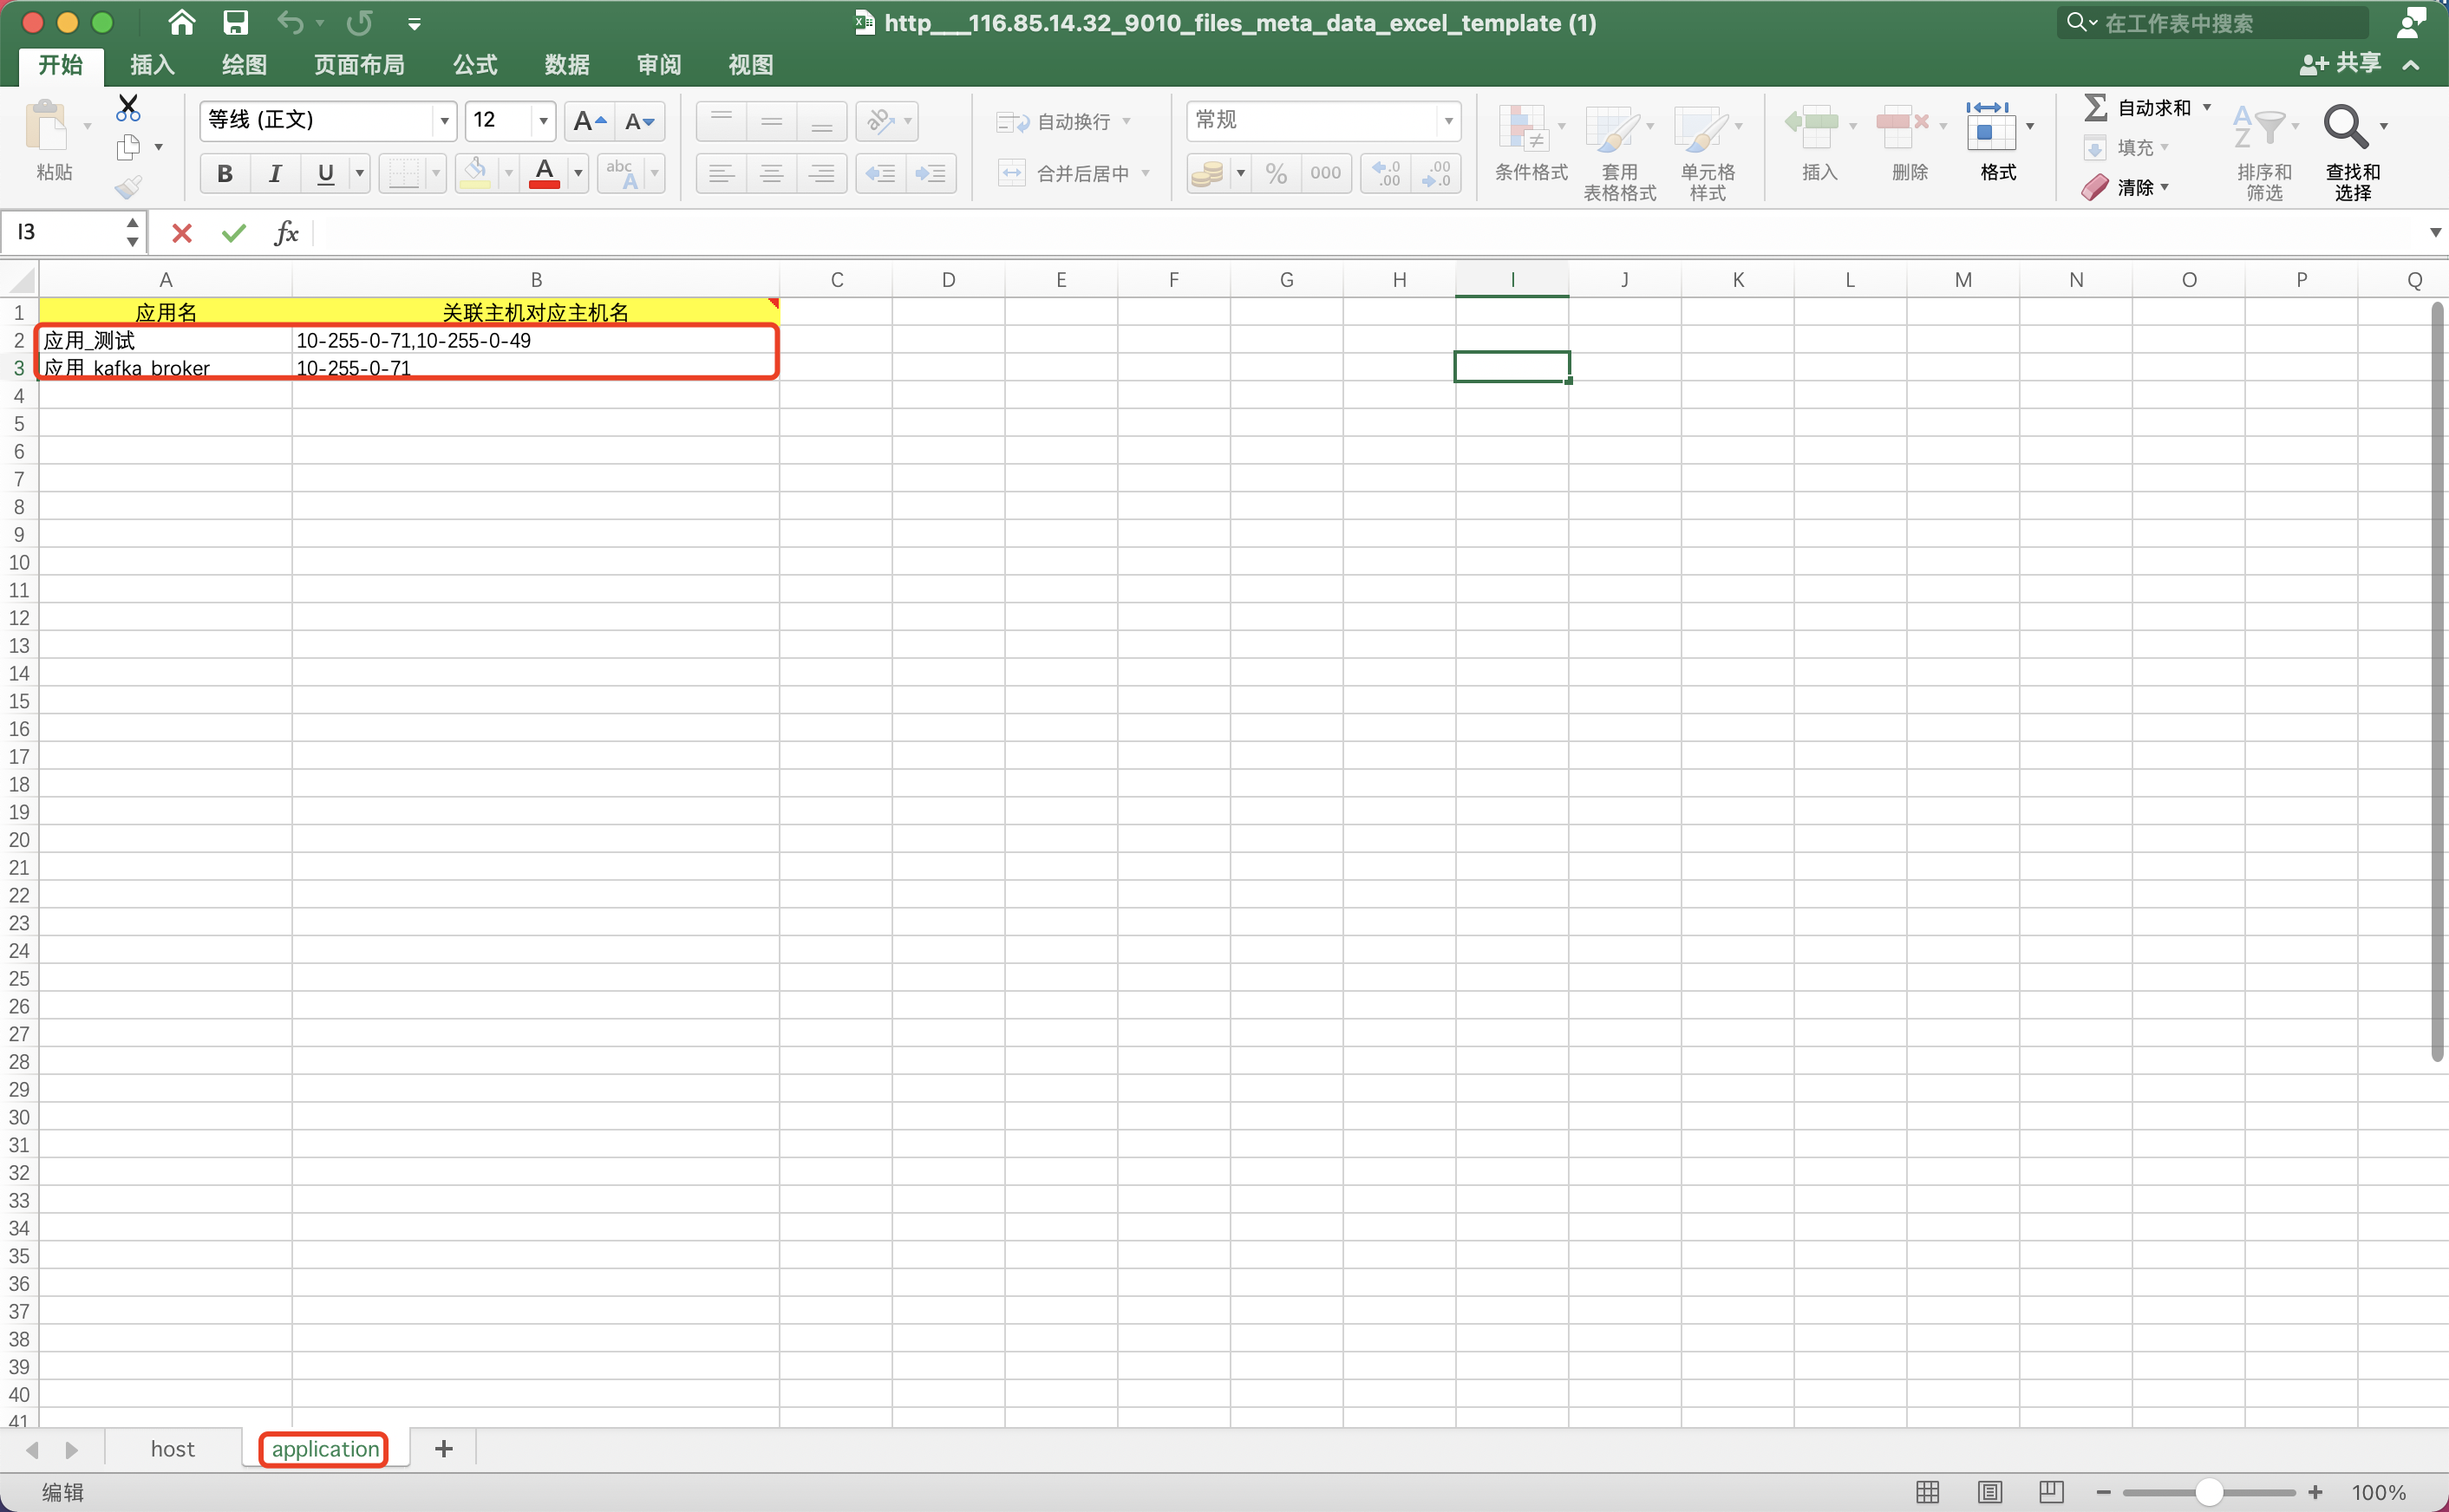 http___116.85.14.32_9010_files_meta_data_excel_template (1)
在工作表中搜索
开始 插入 绘图 页面布局 公式 数据 审阅 视图
共享
粘贴
等线 (正文) 12 A A
B I U A abc A
ab
自动换行
合并后居中
常规
% 000 .0 .00 .00 .0
条件格式
套用
表格格式
单元格
样式
插入
删除
格式
自动求和
填充
清除
A Z
排序和
筛选
查找和
选择
I3 fx
A B C D E F G H I J K L M N O P Q
1 应用名 关联主机对应主机名
2 应用_测试 10-255-0-71,10-255-0-49
3 应用_kafka_broker 10-255-0-71
4
5
6
7
8
9
10
11
12
13
14
15
16
17
18
19
20
21
22
23
24
25
26
27
28
29
30
31
32
33
34
35
36
37
38
39
40
41
host application +
编辑 100%